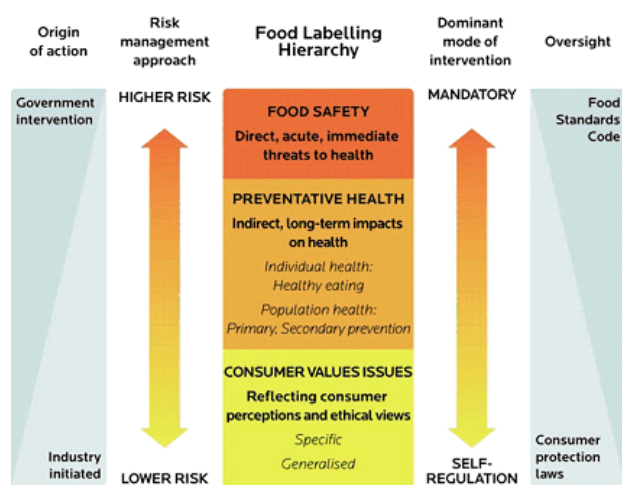 Origin
of action
Risk
management
approach
Food Labelling
Hierarchy
Dominant
mode of
intervention
Oversight
Government
intervention
HIGHER RISK
FOOD SAFETY
Direct, acute, immediate
threats to health
MANDATORY
Food
Standards
Code
PREVENTATIVE HEALTH
Indirect, long-term impacts
on health
Individual health:
Healthy eating
Population health:
Primary, Secondary prevention
CONSUMER VALUES ISSUES
Reflecting consumer
perceptions and ethical views
Specific
Generalised
Industry
initiated
LOWER RISK
SELF-
REGULATION
Consumer
protection
laws